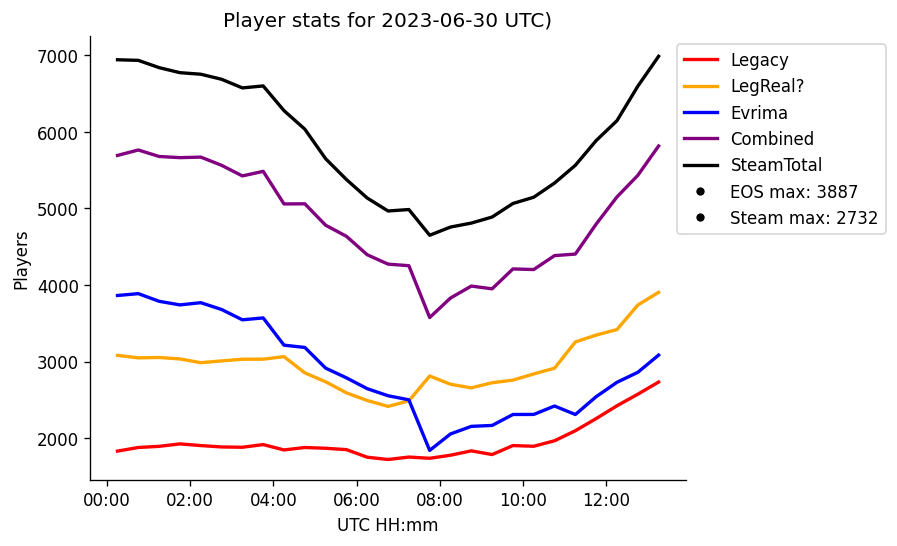 Player stats for 2023-06-30 UTC)
7000
6000
5000
4000
3000
2000
Players
00:00 02:00 04:00 06:00 08:00 10:00 12:00
UTC HH:mm
Legacy
LegReal?
Evrima
Combined
SteamTotal
EOS max: 3887
Steam max: 2732